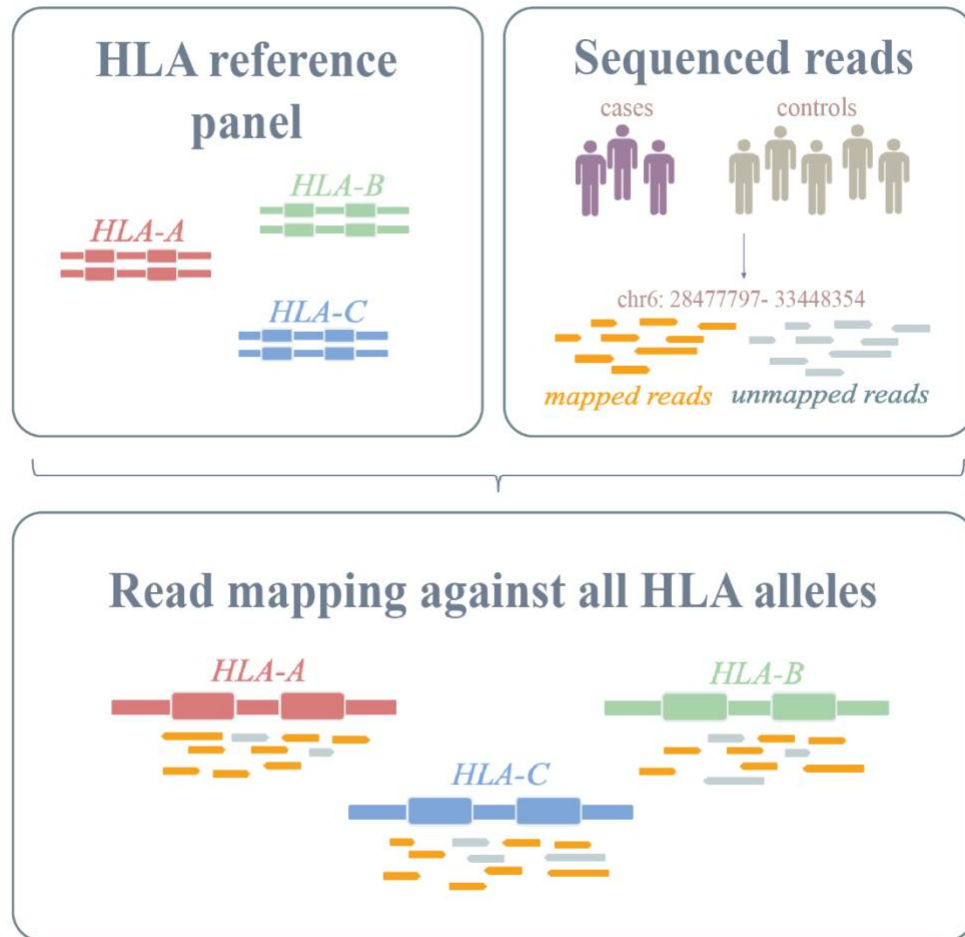 HLA reference
panel
HLA-B
HLA-A
HLA-C
Sequenced reads
cases controls
chr6: 28477797- 33448354
mapped reads unmapped reads
Read mapping against all HLA alleles
HLA-A
HLA-B
HLA-C